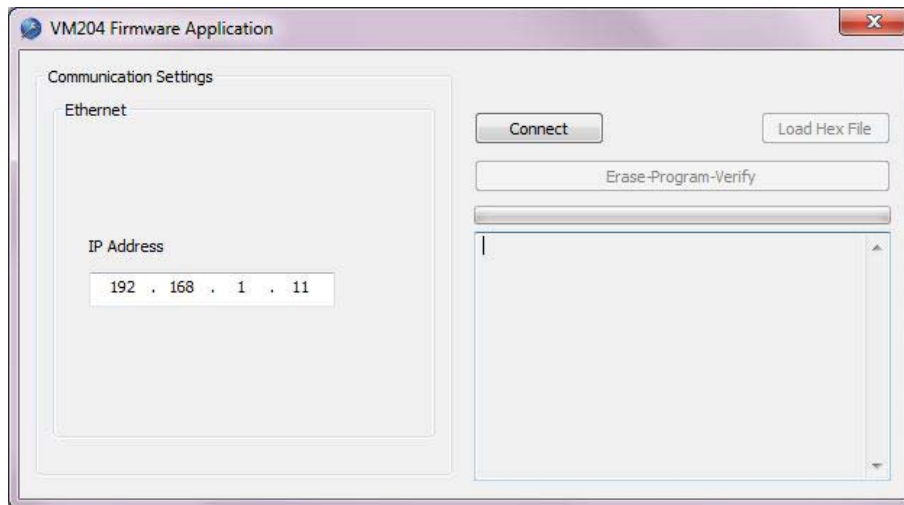 VM204 Firmware Application
Communication Settings
Ethernet
IP Address
192 . 168 . 1 . 11
Connect
Load Hex File
Erase-Program-Verify